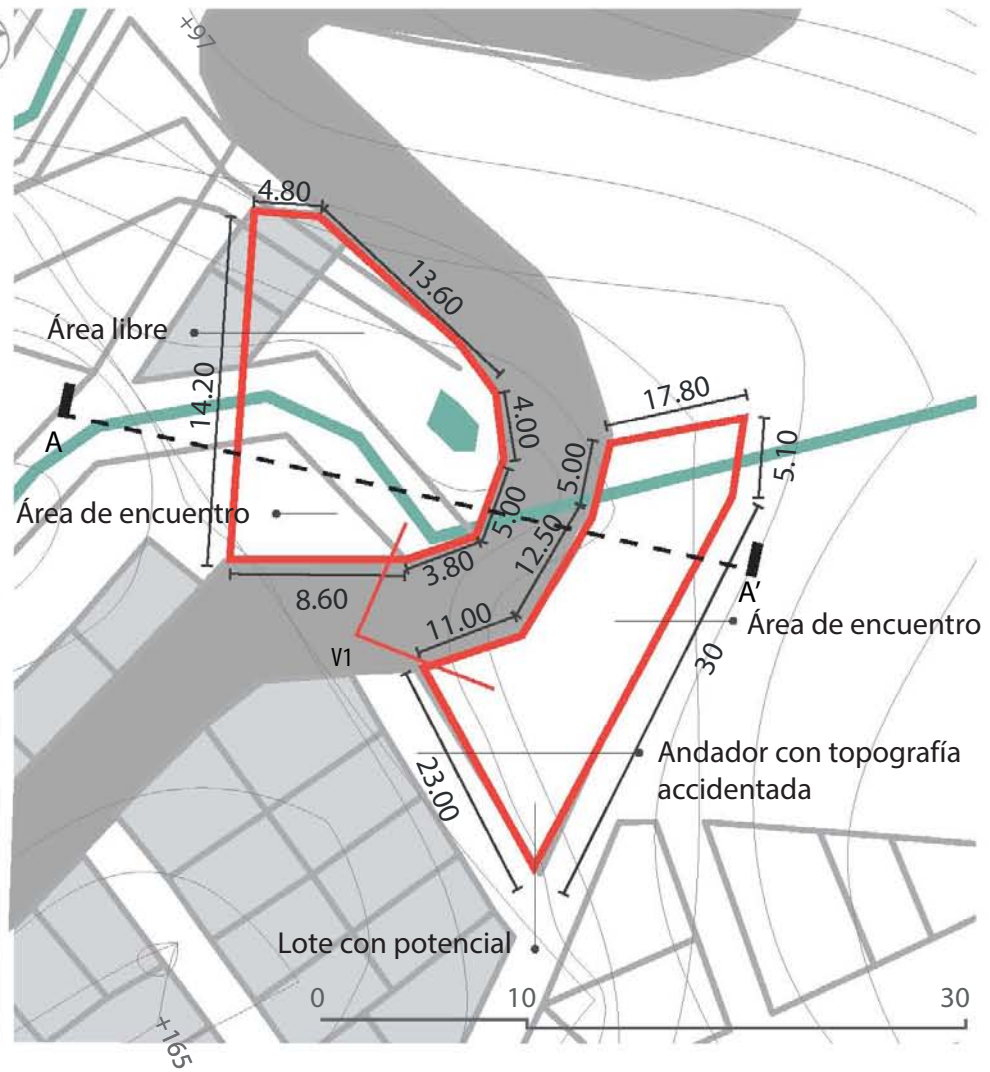 +97
4.80
13.60
Área libre
14.20
4.00
17.80
A
5.00
5.10
Área de encuentro
5.00
12.50
3.80
8.60
A'
11.00
Área de encuentro
V1
30
Andador con topografía
accidentada
23.00
Lote con potencial
0 10 30
+165